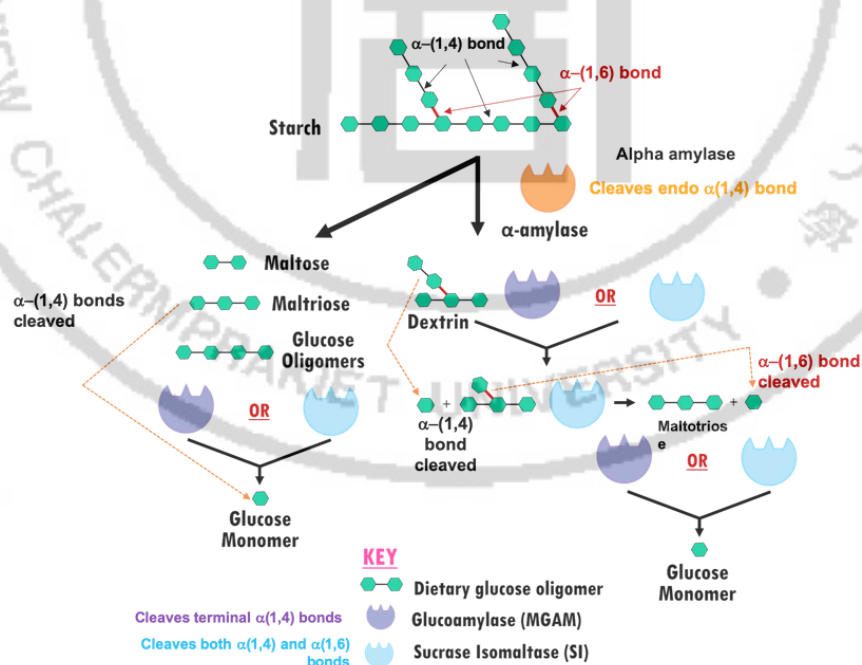 α–(1,4) bond
α–(1,6) bond
Starch
Alpha amylase
Cleaves endo α(1,4) bond
α-amylase
Maltose
α–(1,4) bonds
cleaved
Maltriose
Glucose
Oligomers
OR
Glucose
Monomer
Dextrin
OR
α–(1,6) bond
cleaved
+
α–(1,4)
bond
cleaved
+
Maltotrios
e
OR
Glucose
Monomer
KEY
Dietary glucose oligomer
Cleaves terminal α(1,4) bonds
Glucoamylase (MGAM)
Cleaves both α(1,4) and α(1,6)
bonds
Sucrase Isomaltase (SI)
CHALERMPRAKIET UNIVERSITY